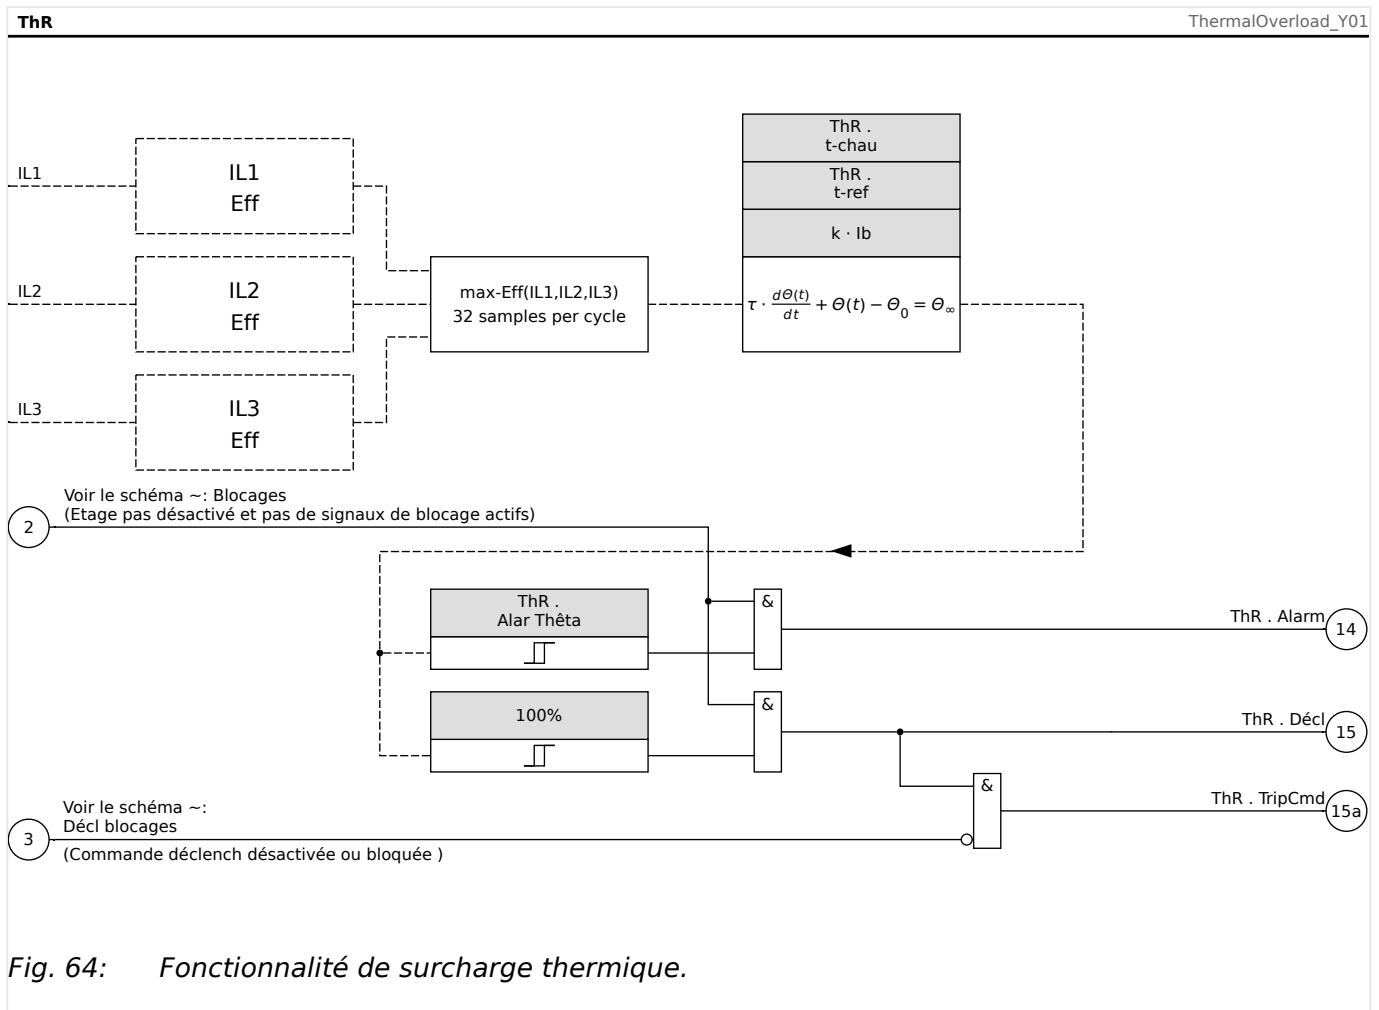 ThR
ThermalOverload_Y01
ThR .
t-chau
ThR .
t-ref
k · Ib
IL1
IL1
Eff
IL2
IL2
Eff
IL3
IL3
Eff
max-Eff(IL1,IL2,IL3)
32 samples per cycle
τ · dΘ(t)/dt + Θ(t) − Θ₀ = Θ∞
Voir le schéma ~: Blocages
2
(Etage pas désactivé et pas de signaux de blocage actifs)
ThR .
Alar Thêta
&
ThR . Alarm
14
100%
&
ThR . Décl
15
&
ThR . TripCmd
15a
Voir le schéma ~:
Décl blocages
3
(Commande déclench désactivée ou bloquée )
Fig. 64: Fonctionnalité de surcharge thermique.